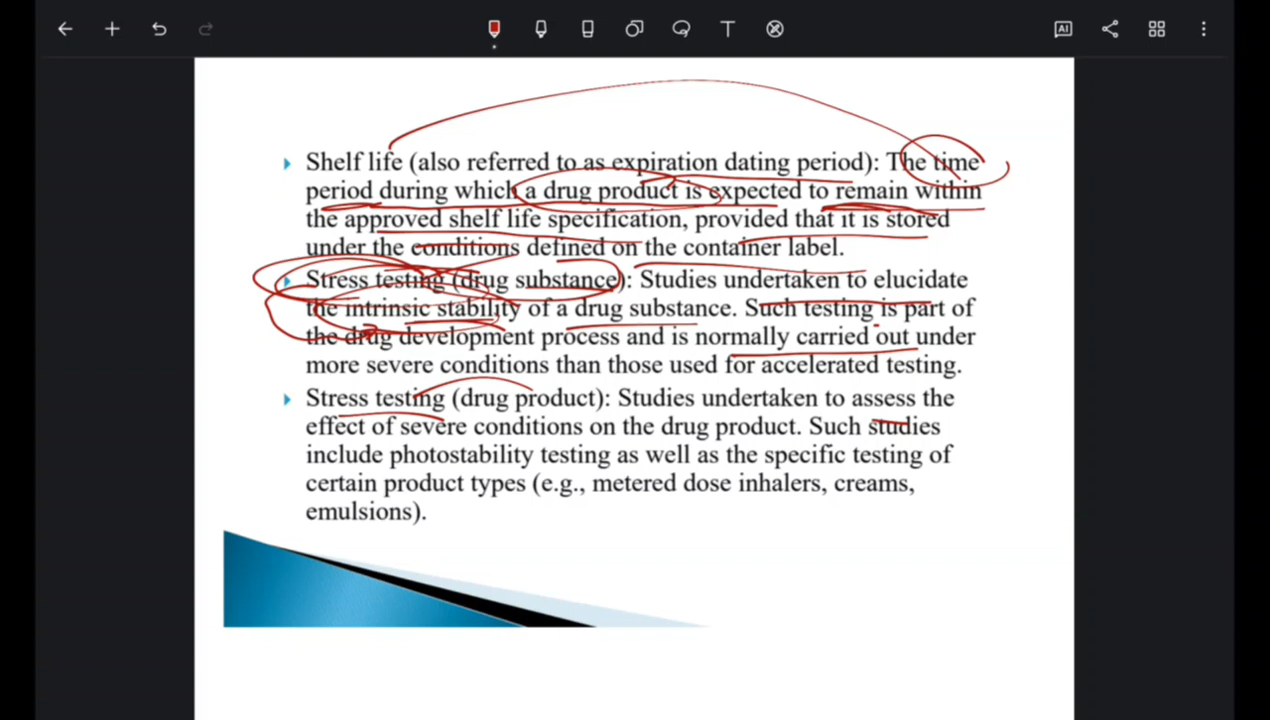 AI
T
Shelf life (also referred to as expiration dating period): The time
period during which a drug product is expected to remain within
the approved shelf life specification, provided that it is stored
under the conditions defined on the container label.
Stress testing (drug substance): Studies undertaken to elucidate
the intrinsic stability of a drug substance. Such testing is part of
the drug development process and is normally carried out under
more severe conditions than those used for accelerated testing.
Stress testing (drug product): Studies undertaken to assess the
effect of severe conditions on the drug product. Such studies
include photostability testing as well as the specific testing of
certain product types (e.g., metered dose inhalers, creams,
emulsions).